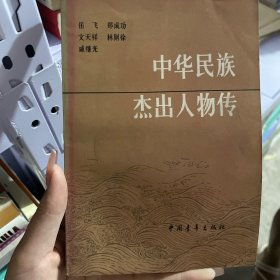 岳飞 郑成功
文天祥 林则徐
戚继光
中华民族
杰出人物传
中国青年出版社